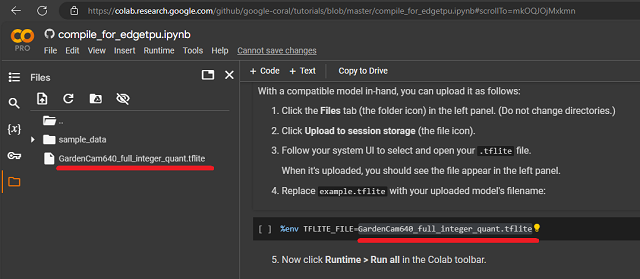 https://colab.research.google.com/github/google-coral/tutorials/blob/master/compile_for_edgetpu.ipynb#scrollTo=mkOQJOjMxkmn
CO
PRO
compile_for_edgetpu.ipynb
File Edit View Insert Runtime Tools Help Cannot save changes
Files
..
sample_data
GardenCam640_full_integer_quant.tflite
{x}
+ Code + Text Copy to Drive
With a compatible model in-hand, you can upload it as follows:
1. Click the Files tab (the folder icon) in the left panel. (Do not change directories.)
2. Click Upload to session storage (the file icon).
3. Follow your system UI to select and open your .tflite file.
When it's uploaded, you should see the file appear in the left panel.
4. Replace example.tflite with your uploaded model's filename:
[ ] %env TFLITE_FILE=GardenCam640_full_integer_quant.tflite
5. Now click Runtime > Run all in the Colab toolbar.